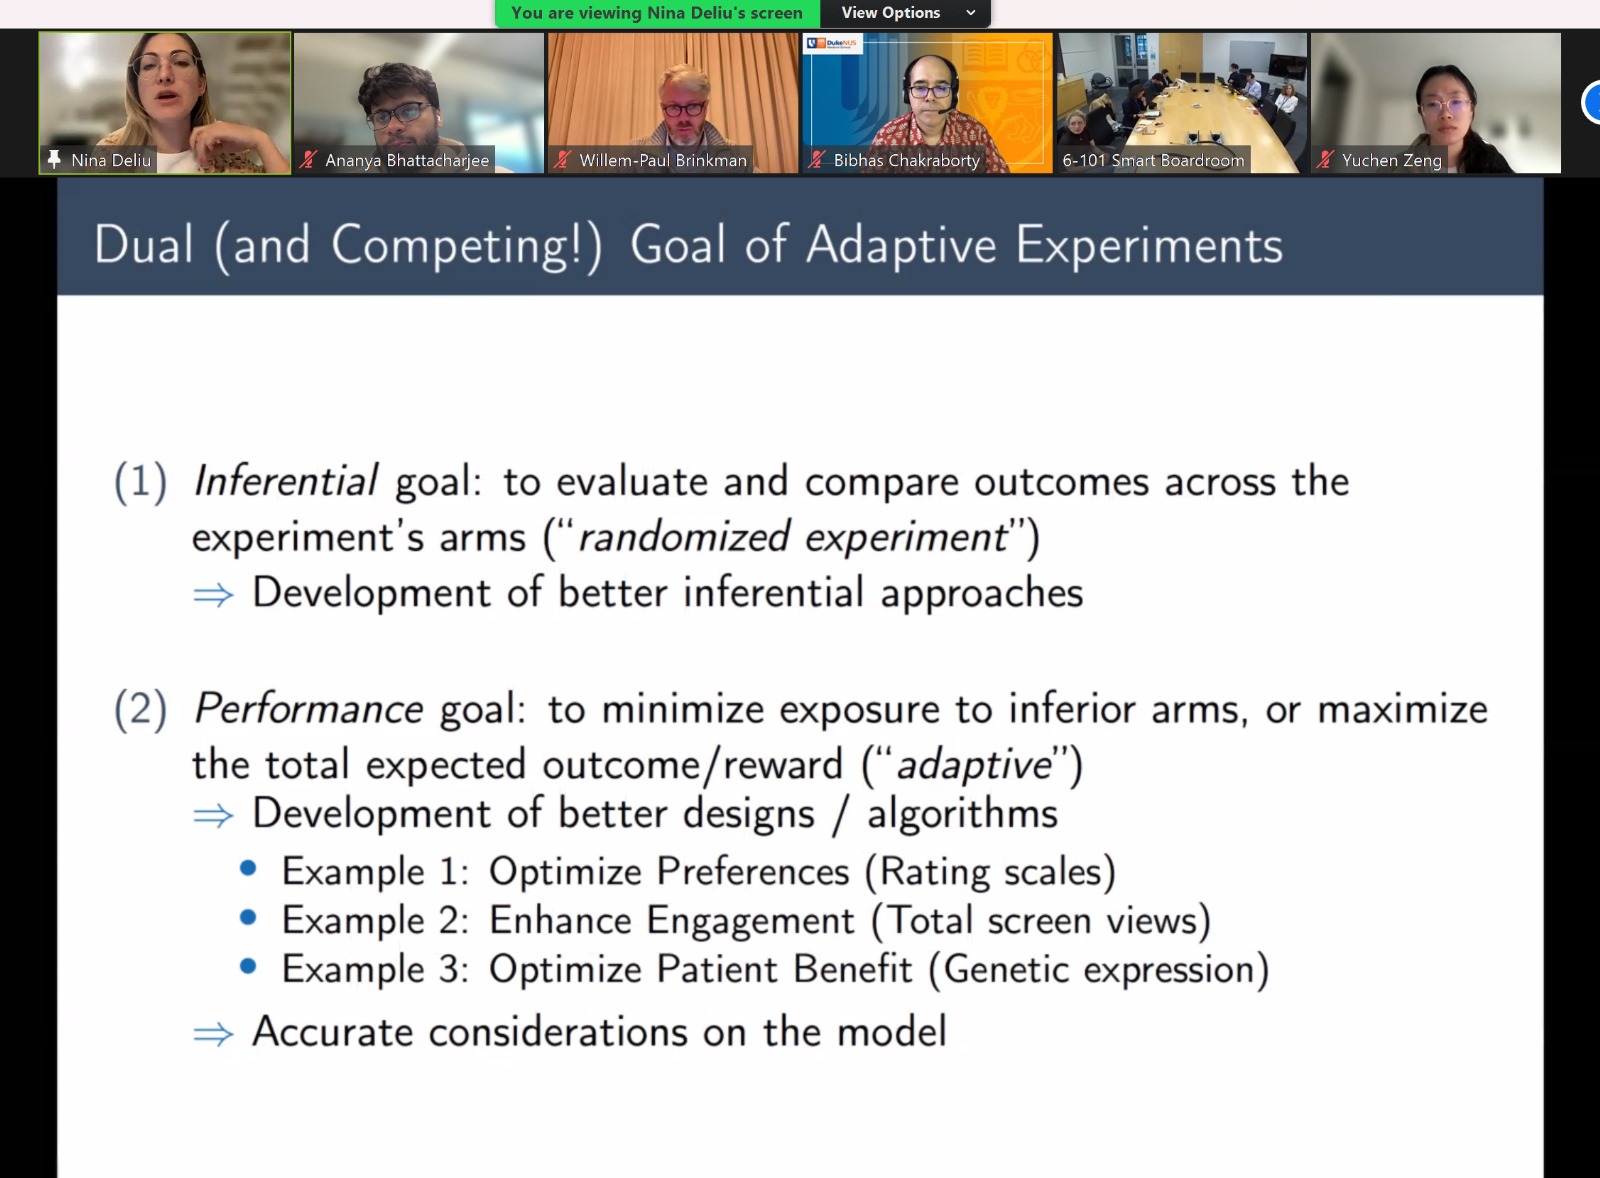 You are viewing Nina Deliu's screen
View Options
DukeNUS
Nina Deliu
Ananya Bhattacharjee
Willem-Paul Brinkman
Bibhas Chakraborty
6-101 Smart Boardroom
Yuchen Zeng
Dual (and Competing!) Goal of Adaptive Experiments
(1) Inferential goal: to evaluate and compare outcomes across the
experiment's arms (“randomized experiment”)
⇒ Development of better inferential approaches
(2) Performance goal: to minimize exposure to inferior arms, or maximize
the total expected outcome/reward (“adaptive”)
⇒ Development of better designs / algorithms
• Example 1: Optimize Preferences (Rating scales)
• Example 2: Enhance Engagement (Total screen views)
• Example 3: Optimize Patient Benefit (Genetic expression)
⇒ Accurate considerations on the model